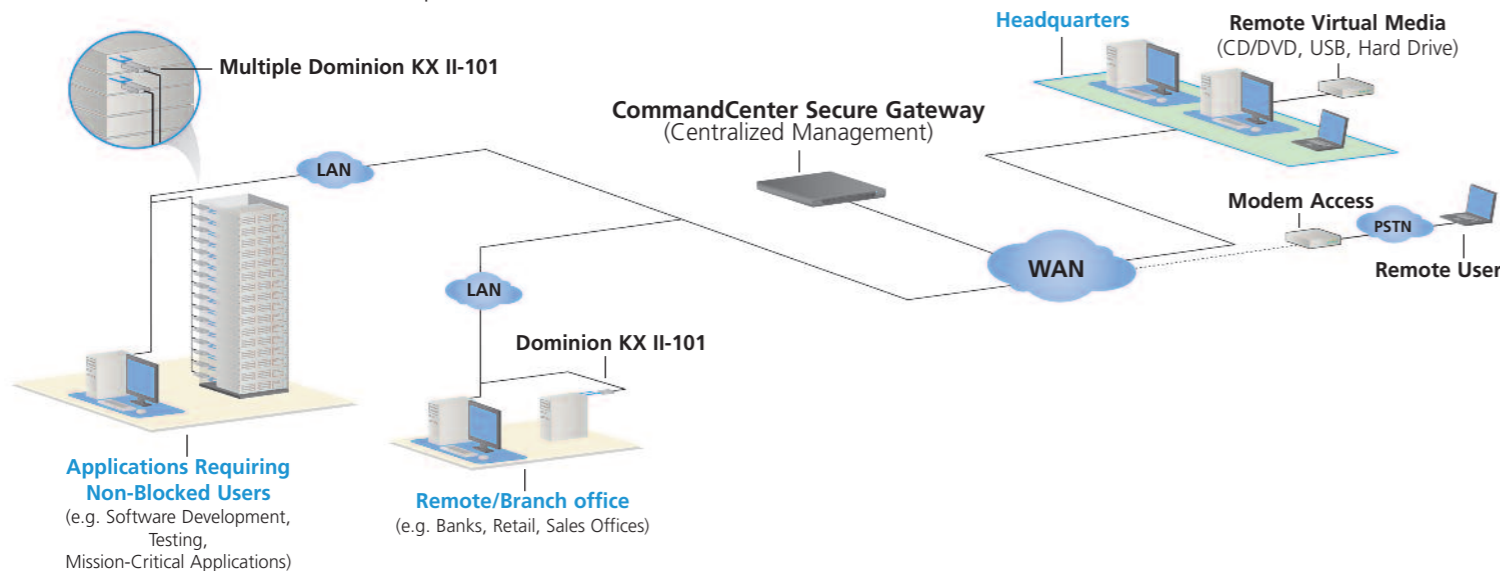 Headquarters
Remote Virtual Media
(CD/DVD, USB, Hard Drive)
Multiple Dominion KX II-101
CommandCenter Secure Gateway
(Centralized Management)
LAN
Modem Access
PSTN
Remote User
WAN
LAN
Dominion KX II-101
Applications Requiring
Non-Blocked Users
(e.g. Software Development,
Testing,
Mission-Critical Applications)
Remote/Branch office
(e.g. Banks, Retail, Sales Offices)